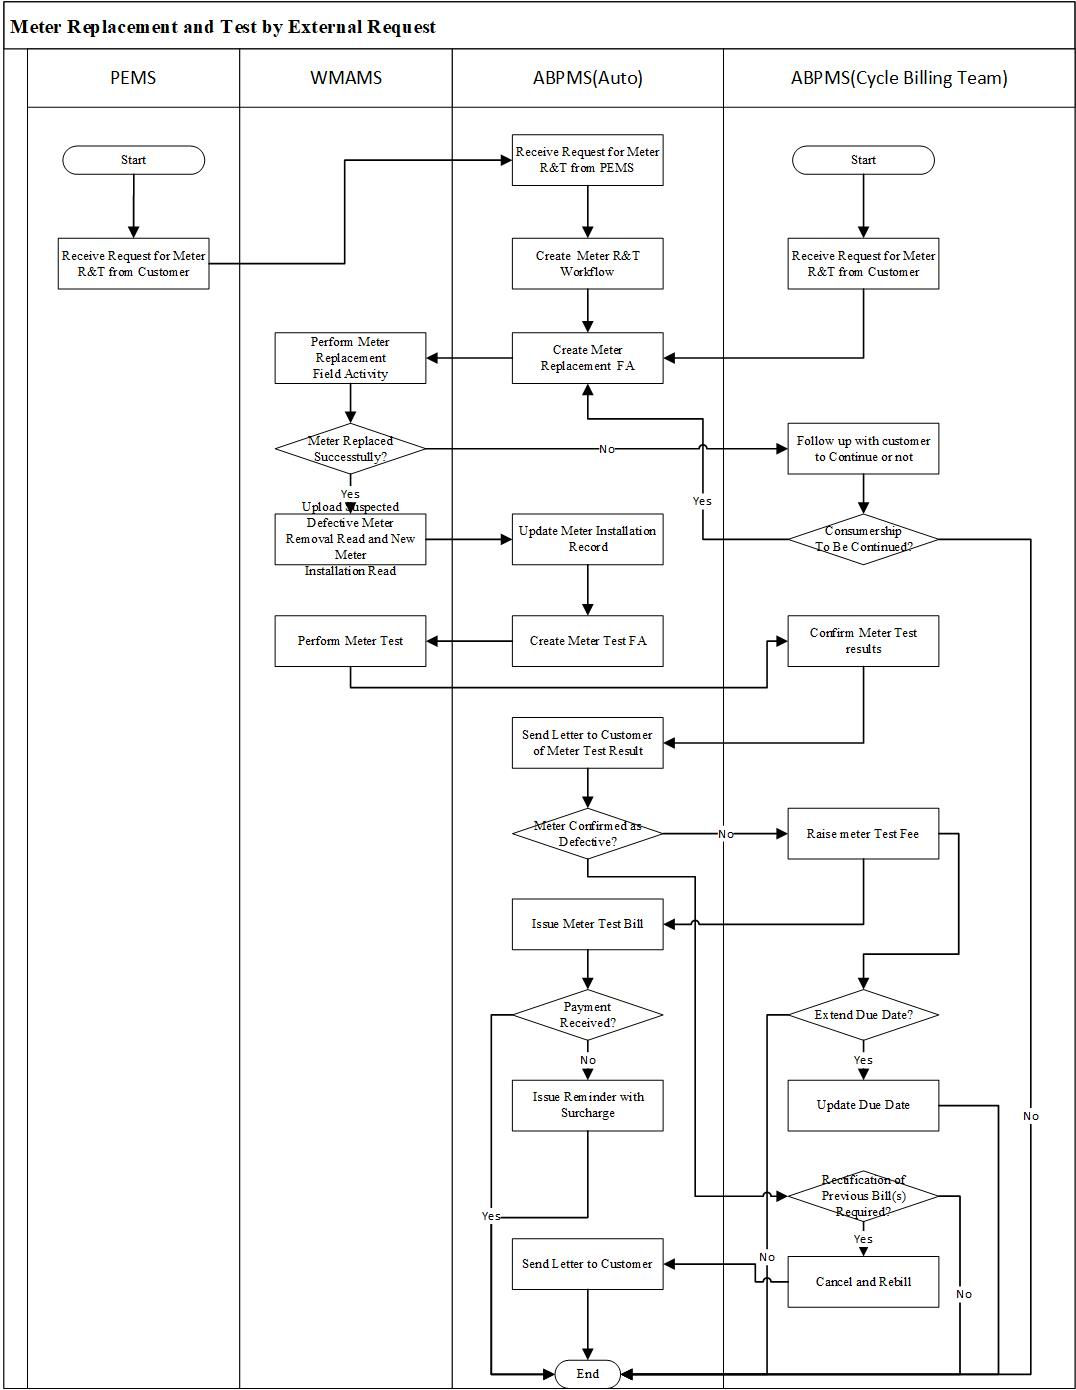 Meter Replacement and Test by External Request
PEMS
WMAMS
ABPMS(Auto)
ABPMS(Cycle Billing Team)
Start
Receive Request for Meter
R&T from PEMS
Start
Receive Request for Meter
R&T from Customer
Create Meter R&T
Workflow
Receive Request for Meter
R&T from Customer
Perform Meter
Replacement
Field Activity
Create Meter
Replacement FA
Meter Replaced
Successtully?
No
Follow up with customer
to Continue or not
Yes
Yes
Upload Suspected
Defective Meter
Removal Read and New
Meter
Installation Read
Update Meter Installation
Record
Consumership
To Be Continued?
Perform Meter Test
Create Meter Test FA
Confirm Meter Test
results
Send Letter to Customer
of Meter Test Result
Meter Confirmed as
Defective?
No
Raise meter Test Fee
Issue Meter Test Bill
Payment
Received?
Extend Due Date?
No
Yes
Issue Reminder with
Surcharge
Update Due Date
No
Rectification of
Previous Bill(s)
Required?
Yes
Yes
No
Send Letter to Customer
Cancel and Rebill
No
End